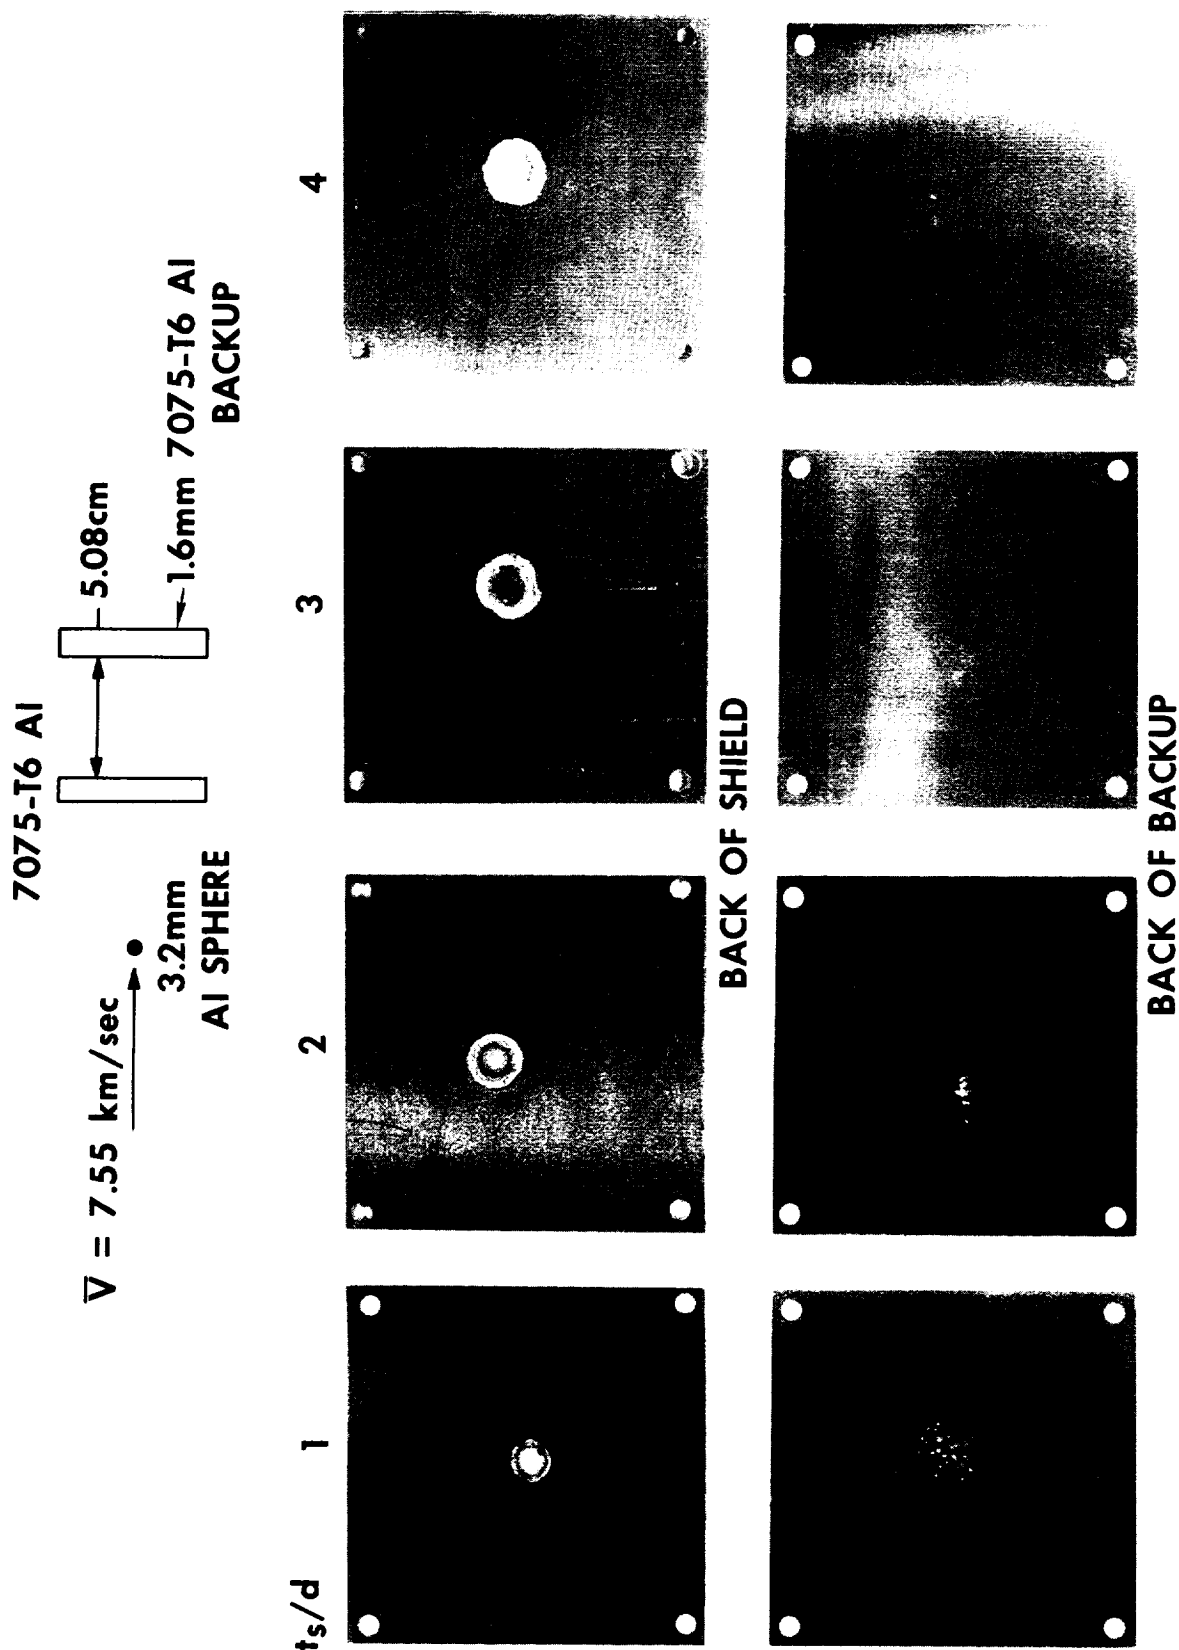 7075-T6 Al
V̅ = 7.55 km/sec
3.2mm
Al SPHERE
5.08cm
1.6mm 7075-T6 Al
BACKUP
tₛ/d
1
2
3
4
BACK OF SHIELD
BACK OF BACKUP